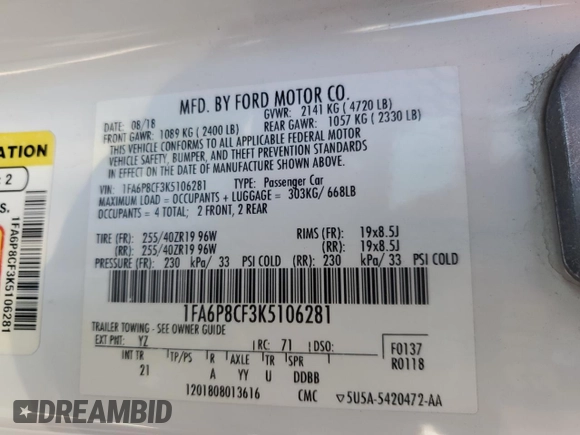 MFD. BY FORD MOTOR CO.
DATE: 08/18 GVWR: 2141 KG ( 4720 LB)
FRONT GAWR: 1089 KG ( 2400 LB) REAR GAWR: 1057 KG ( 2330 LB)
THIS VEHICLE CONFORMS TO ALL APPLICABLE FEDERAL MOTOR
VEHICLE SAFETY, BUMPER, AND THEFT PREVENTION STANDARDS
IN EFFECT ON THE DATE OF MANUFACTURE SHOWN ABOVE.
VIN: 1FA6P8CF3K5106281 TYPE: Passenger Car
MAXIMUM LOAD = OCCUPANTS + LUGGAGE = 303KG/ 668LB
OCCUPANTS = 4 TOTAL; 2 FRONT, 2 REAR
TIRE (FR): 255/40ZR19 96W RIMS (FR): 19x8.5J
(RR): 255/40ZR19 96W (RR): 19x8.5J
PRESSURE (FR): 230 kPa/ 33 PSI COLD (RR): 230 kPa/ 33 PSI COLD
1FA6P8CF3K5106281
TRAILER TOWING - SEE OWNER GUIDE
EXT PNT: YZ RC: 71 DSO: F0137
R0118
INT TR TP/PS R AXLE TR SPR
21 A YY U DDBB
1201808013616 CMC ▽5U5A-5420472-AA
ATION
: 2
S.
1FA6P8CF3K5106281
DREAMBID